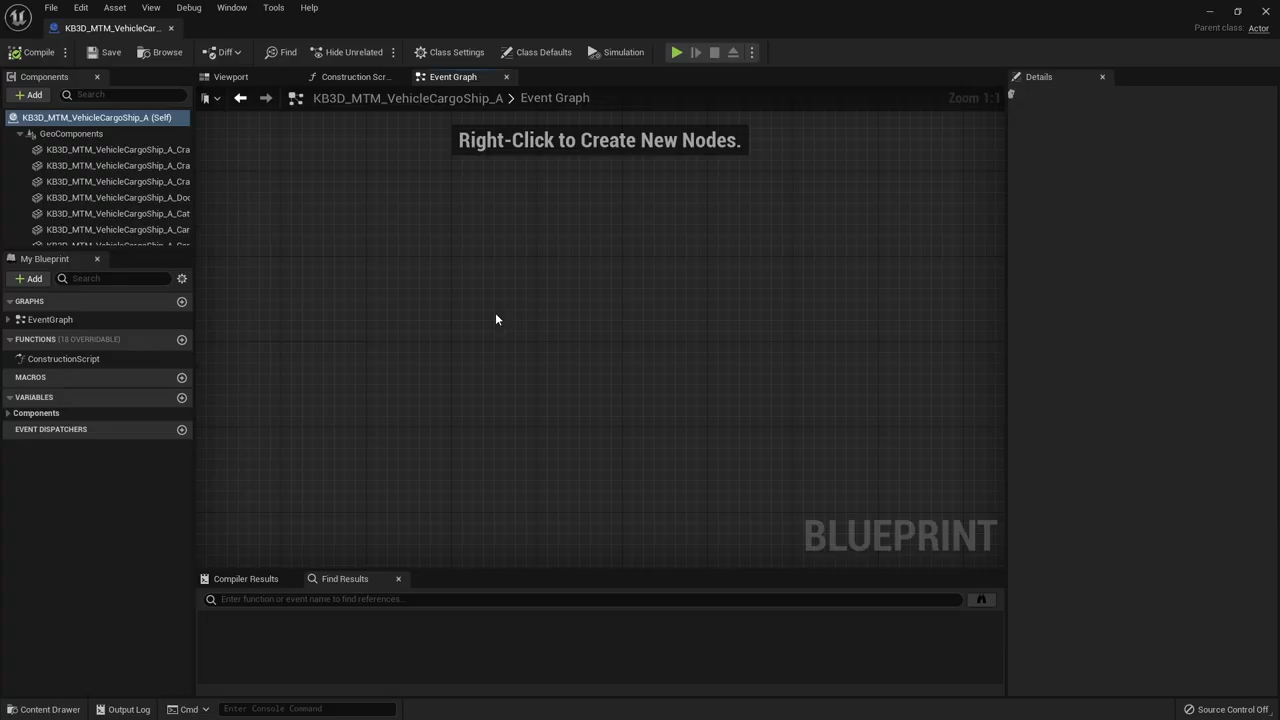 File Edit Asset View Debug Window Tools Help
KB3D_MTM_VehicleCar...
Parent class: Actor
Compile Save Browse Diff Find Hide Unrelated Class Settings Class Defaults Simulation
Components
Viewport Construction Scr... Event Graph
Details
Add Search
KB3D_MTM_VehicleCargoShip_A > Event Graph
Zoom 1:1
KB3D_MTM_VehicleCargoShip_A (Self)
GeoComponents
KB3D_MTM_VehicleCargoShip_A_Cra
KB3D_MTM_VehicleCargoShip_A_Cra
KB3D_MTM_VehicleCargoShip_A_Cra
KB3D_MTM_VehicleCargoShip_A_Doc
KB3D_MTM_VehicleCargoShip_A_Cat
KB3D_MTM_VehicleCargoShip_A_Car
Right-Click to Create New Nodes.
My Blueprint
Add Search
GRAPHS
EventGraph
FUNCTIONS (18 OVERRIDABLE)
ConstructionScript
MACROS
VARIABLES
Components
EVENT DISPATCHERS
BLUEPRINT
Compiler Results Find Results
Enter function or event name to find references...
Content Drawer Output Log Cmd Enter Console Command
Source Control Off